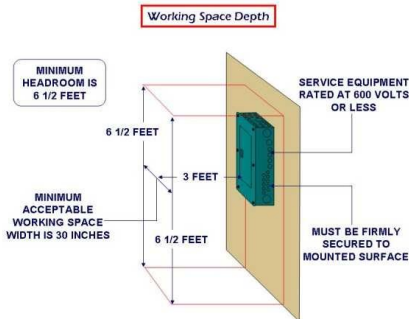 Working Space Depth
MINIMUM
HEADROOM IS
6 1/2 FEET
SERVICE EQUIPMENT
RATED AT 600 VOLTS
OR LESS
6 1/2 FEET
3 FEET
MINIMUM
ACCEPTABLE
WORKING SPACE
WIDTH IS 30 INCHES
6 1/2 FEET
MUST BE FIRMLY
SECURED TO
MOUNTED SURFACE